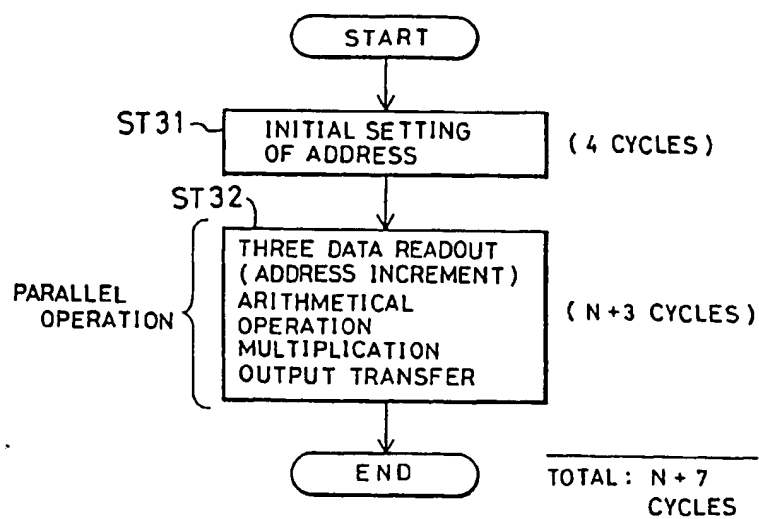 START
ST31
INITIAL SETTING
OF ADDRESS
(4 CYCLES)
ST32
PARALLEL
OPERATION
THREE DATA READOUT
(ADDRESS INCREMENT)
ARITHMETICAL
OPERATION
MULTIPLICATION
OUTPUT TRANSFER
(N+3 CYCLES)
END
TOTAL: N+7
CYCLES